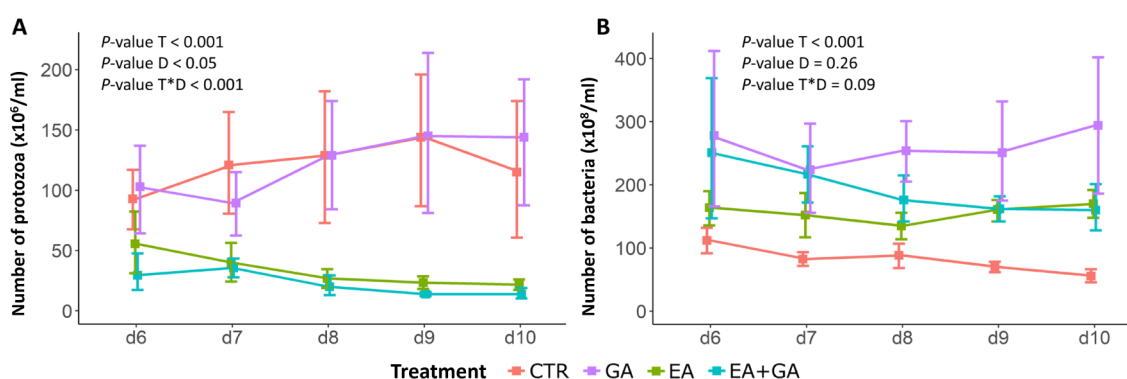 A
P-value T < 0.001
P-value D < 0.05
P-value T*D < 0.001
Number of protozoa (x10⁶/ml)
200
150
100
50
0
d6 d7 d8 d9 d10
B
P-value T < 0.001
P-value D = 0.26
P-value T*D = 0.09
Number of bacteria (x10⁸/ml)
400
300
200
100
0
d6 d7 d8 d9 d10
Treatment CTR GA EA EA+GA